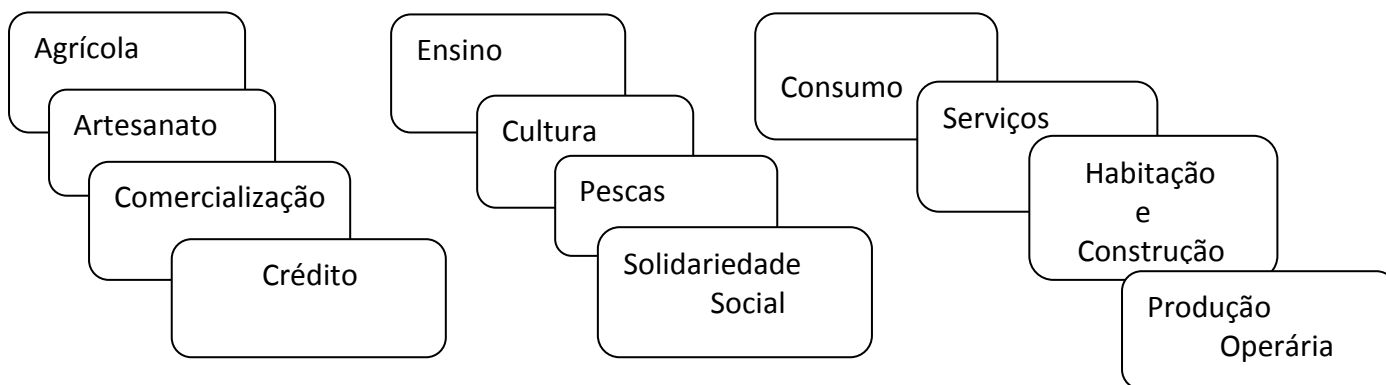 Agrícola
Artesanato
Comercialização
Crédito
Ensino
Cultura
Pescas
Solidariedade
Social
Consumo
Serviços
Habitação
e
Construção
Produção
Operária